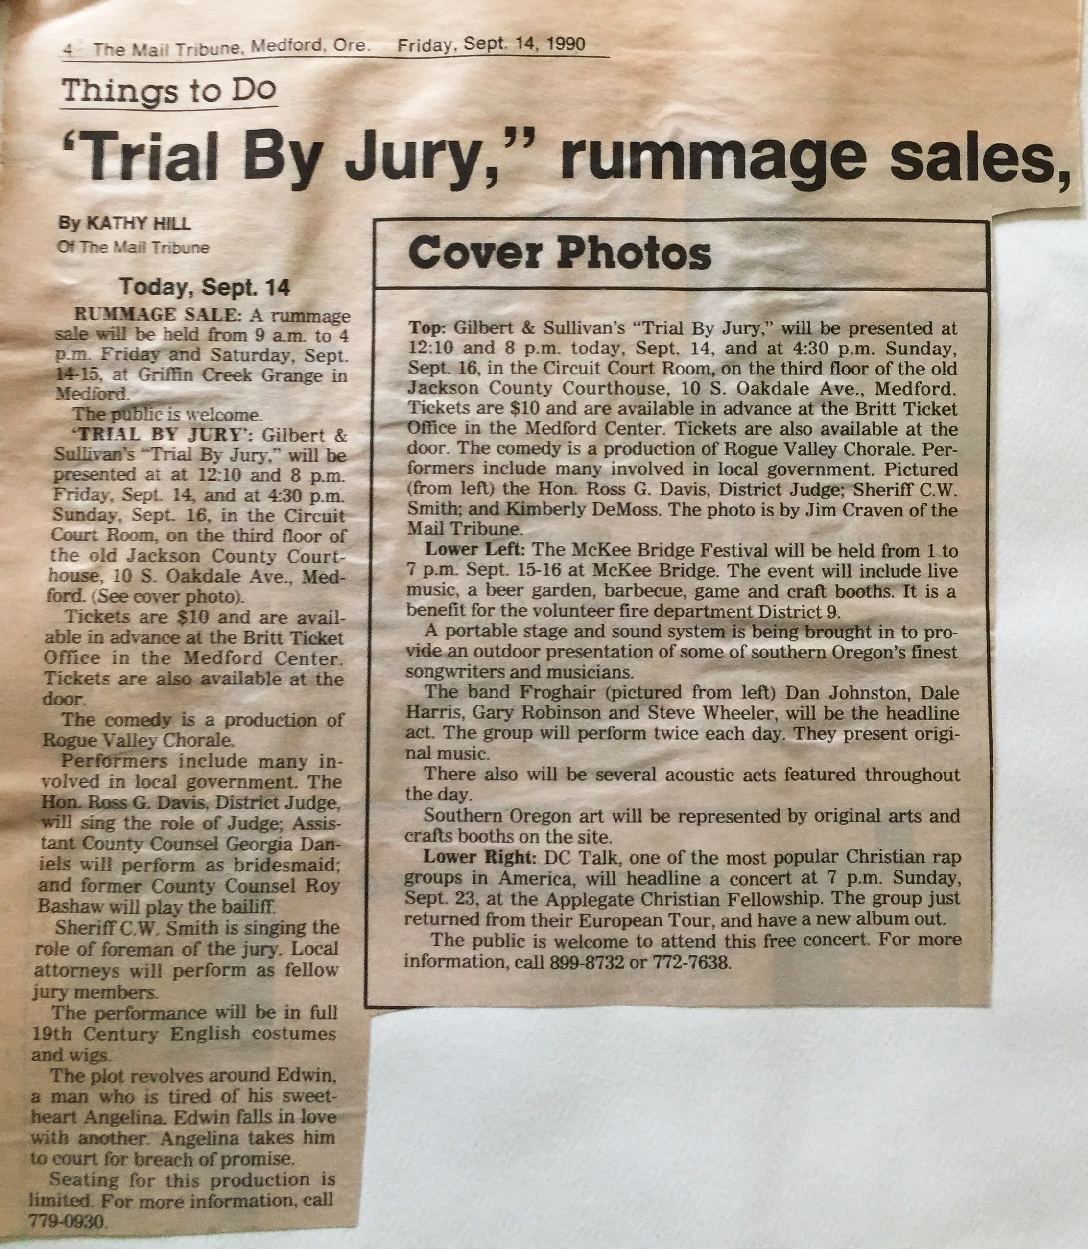 4 The Mail Tribune, Medford, Ore. Friday, Sept. 14, 1990
Things to Do
‘Trial By Jury,” rummage sales,
By KATHY HILL
Of The Mail Tribune
Today, Sept. 14
RUMMAGE SALE: A rummage
sale will be held from 9 a.m. to 4
p.m. Friday and Saturday, Sept.
14-15, at Griffin Creek Grange in
Medford.
The public is welcome.
‘TRIAL BY JURY’: Gilbert &
Sullivan’s “Trial By Jury,” will be
presented at at 12:10 and 8 p.m.
Friday, Sept. 14, and at 4:30 p.m.
Sunday, Sept. 16, in the Circuit
Court Room, on the third floor of
the old Jackson County Court-
house, 10 S. Oakdale Ave., Med-
ford. (See cover photo).
Tickets are $10 and are avail-
able in advance at the Britt Ticket
Office in the Medford Center.
Tickets are also available at the
door.
The comedy is a production of
Rogue Valley Chorale.
Performers include many in-
volved in local government. The
Hon. Ross G. Davis, District Judge,
will sing the role of Judge; Assis-
tant County Counsel Georgia Dan-
iels will perform as bridesmaid;
and former County Counsel Roy
Bashaw will play the bailiff.
Sheriff C.W. Smith is singing the
role of foreman of the jury. Local
attorneys will perform as fellow
jury members.
The performance will be in full
19th Century English costumes
and wigs.
The plot revolves around Edwin,
a man who is tired of his sweet-
heart Angelina. Edwin falls in love
with another. Angelina takes him
to court for breach of promise.
Seating for this production is
limited. For more information, call
779-0930.
Cover Photos
Top: Gilbert & Sullivan’s “Trial By Jury,” will be presented at
12:10 and 8 p.m. today, Sept. 14, and at 4:30 p.m. Sunday,
Sept. 16, in the Circuit Court Room, on the third floor of the old
Jackson County Courthouse, 10 S. Oakdale Ave., Medford.
Tickets are $10 and are available in advance at the Britt Ticket
Office in the Medford Center. Tickets are also available at the
door. The comedy is a production of Rogue Valley Chorale. Per-
formers include many involved in local government. Pictured
(from left) the Hon. Ross G. Davis, District Judge; Sheriff C.W.
Smith; and Kimberly DeMoss. The photo is by Jim Craven of the
Mail Tribune.
Lower Left: The McKee Bridge Festival will be held from 1 to
7 p.m. Sept. 15-16 at McKee Bridge. The event will include live
music, a beer garden, barbecue, game and craft booths. It is a
benefit for the volunteer fire department District 9.
A portable stage and sound system is being brought in to pro-
vide an outdoor presentation of some of southern Oregon’s finest
songwriters and musicians.
The band Froghair (pictured from left) Dan Johnston, Dale
Harris, Gary Robinson and Steve Wheeler, will be the headline
act. The group will perform twice each day. They present origi-
nal music.
There also will be several acoustic acts featured throughout
the day.
Southern Oregon art will be represented by original arts and
crafts booths on the site.
Lower Right: DC Talk, one of the most popular Christian rap
groups in America, will headline a concert at 7 p.m. Sunday,
Sept. 23, at the Applegate Christian Fellowship. The group just
returned from their European Tour, and have a new album out.
The public is welcome to attend this free concert. For more
information, call 899-8732 or 772-7638.